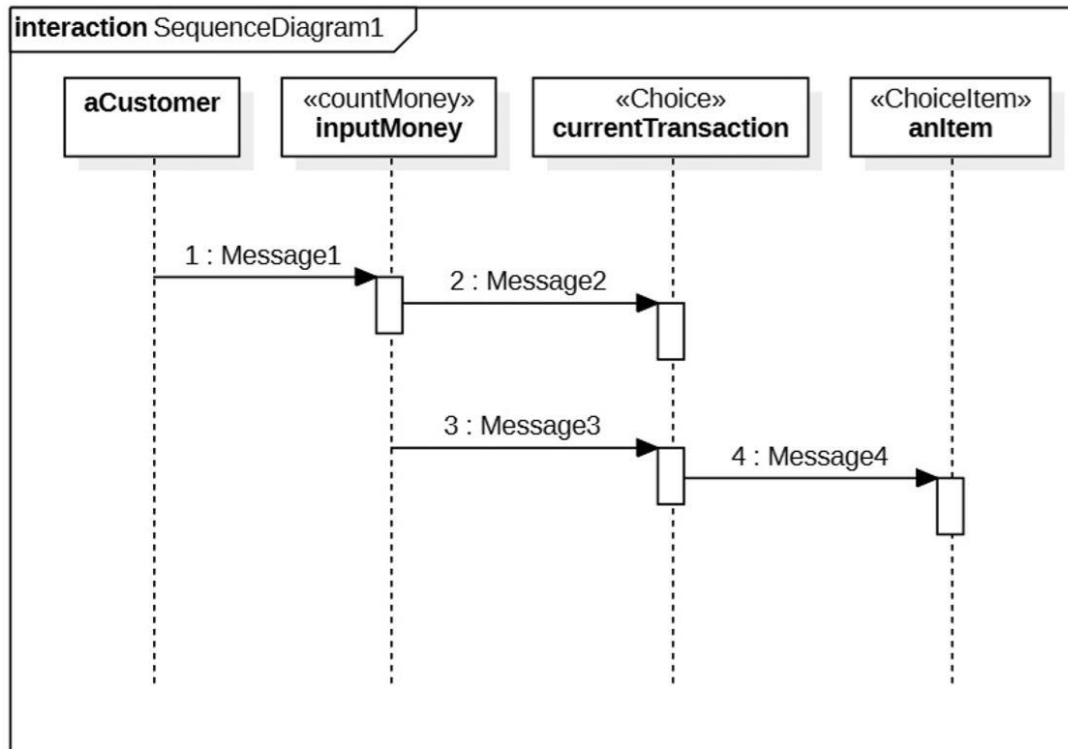 interaction SequenceDiagram1
aCustomer
«countMoney»
inputMoney
«Choice»
currentTransaction
«ChoiceItem»
anItem
1 : Message1
2 : Message2
3 : Message3
4 : Message4